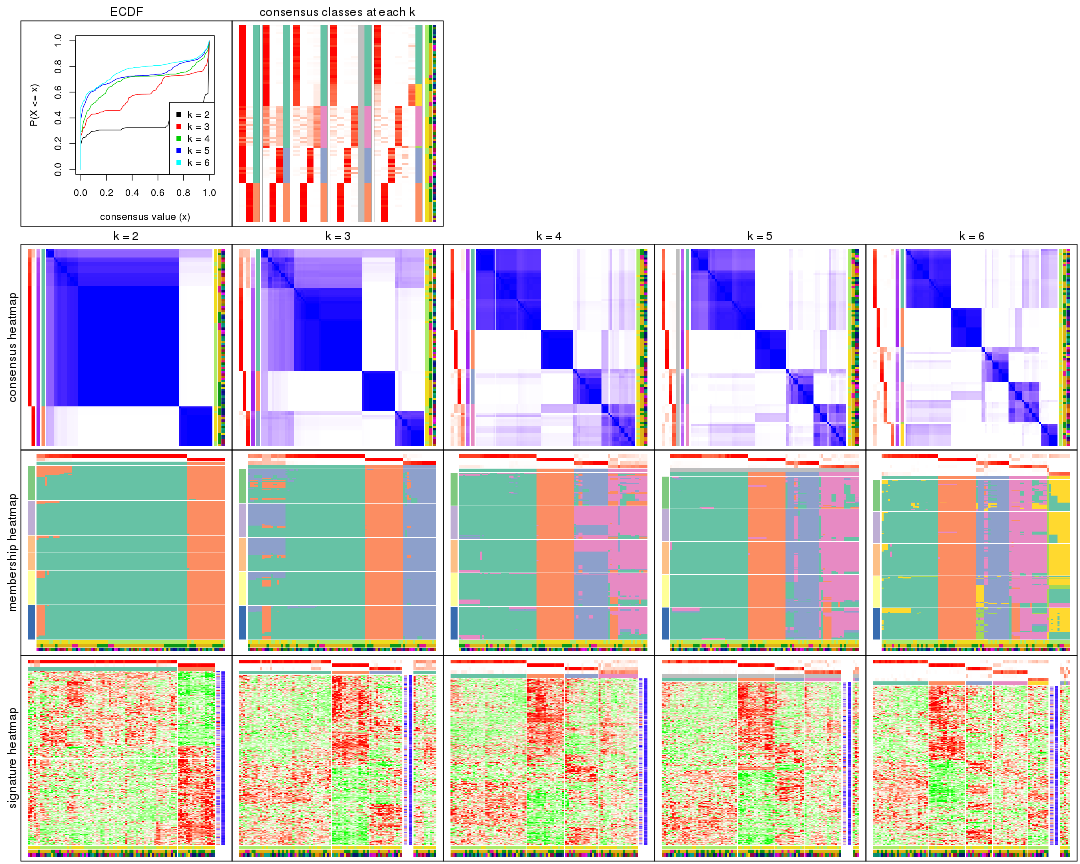 ECDF
consensus classes at each k
P(X <= x)
0.0 0.2 0.4 0.6 0.8 1.0
k = 2
k = 3
k = 4
k = 5
k = 6
0.0 0.2 0.4 0.6 0.8 1.0
consensus value (x)
k = 2 k = 3 k = 4 k = 5 k = 6
consensus heatmap
membership heatmap
signature heatmap